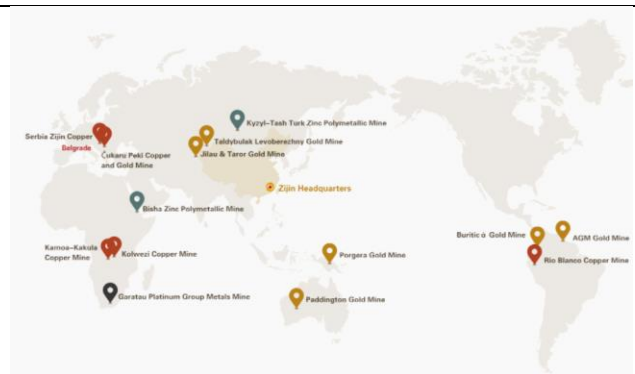 Kyzyl-Tash Turk Zinc Polymetallic Mine
Serbia Zijin Copper
Belgrade
Taldybulak Levoberezhny Gold Mine
Čukaru Peki Copper
and Gold Mine
Jilau & Taror Gold Mine
Zijin Headquarters
Bisha Zinc Polymetallic Mine
Buriticá Gold Mine
AGM Gold Mine
Kamoa-Kakula
Copper Mine
Kolwezi Copper Mine
Porgera Gold Mine
Rio Blanco Copper Mine
Garatau Platinum Group Metals Mine
Paddington Gold Mine